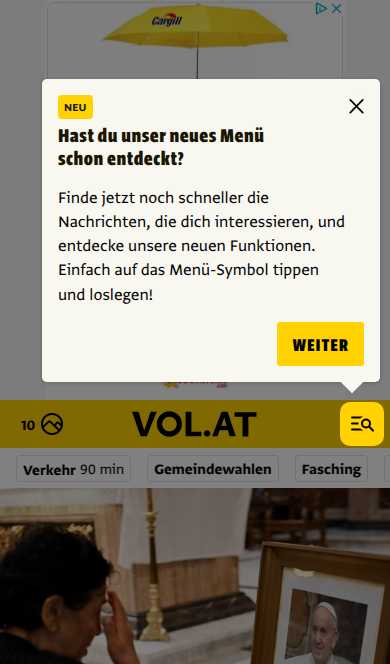 Cargill
NEU
Hast du unser neues Menü
schon entdeckt?
Finde jetzt noch schneller die
Nachrichten, die dich interessieren, und
entdecke unsere neuen Funktionen.
Einfach auf das Menü-Symbol tippen
und loslegen!
WEITER
10
VOL.AT
Verkehr 90 min
Gemeindewahlen
Fasching